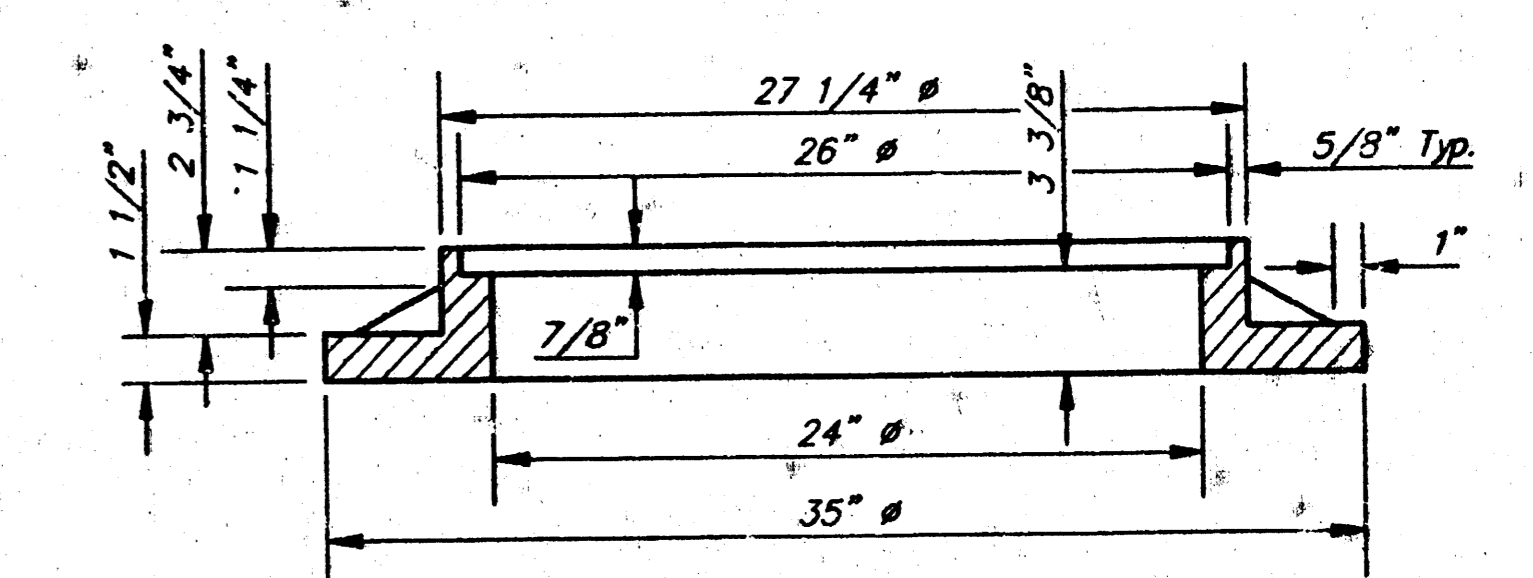 27 1/4" ø
2 3/4"
1 1/4"
3 3/8"
26" ø
5/8" Typ.
1 1/2"
1"
7/8"
24" ø
35" ø